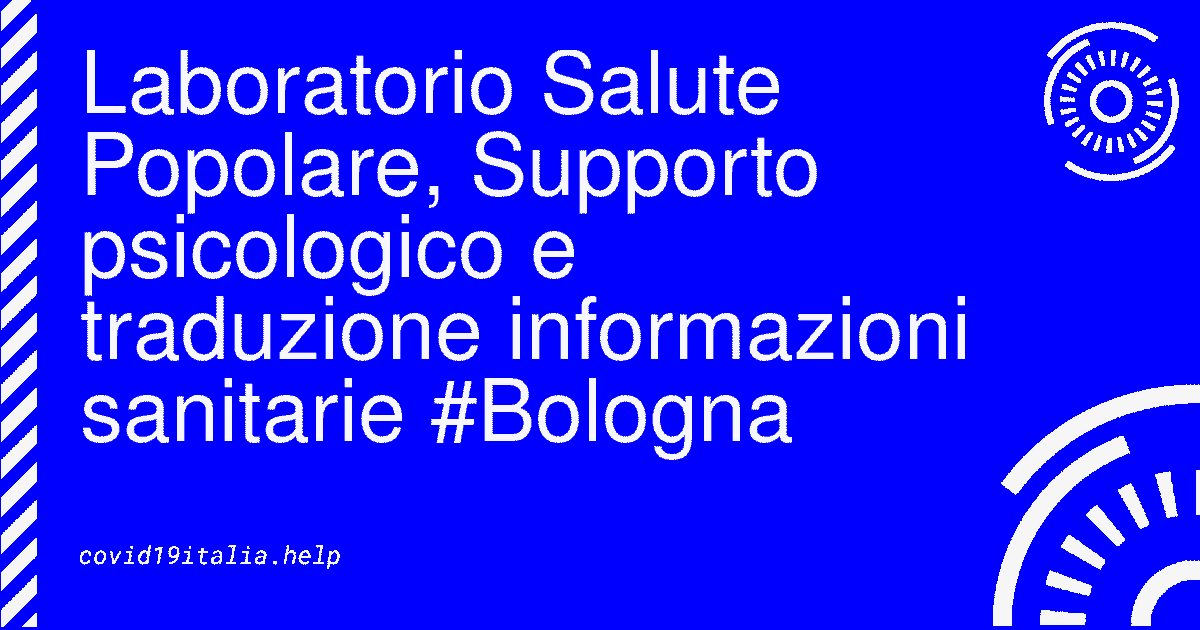 Laboratorio Salute
Popolare, Supporto
psicologico e
traduzione informazioni
sanitarie #Bologna
covid19italia.help